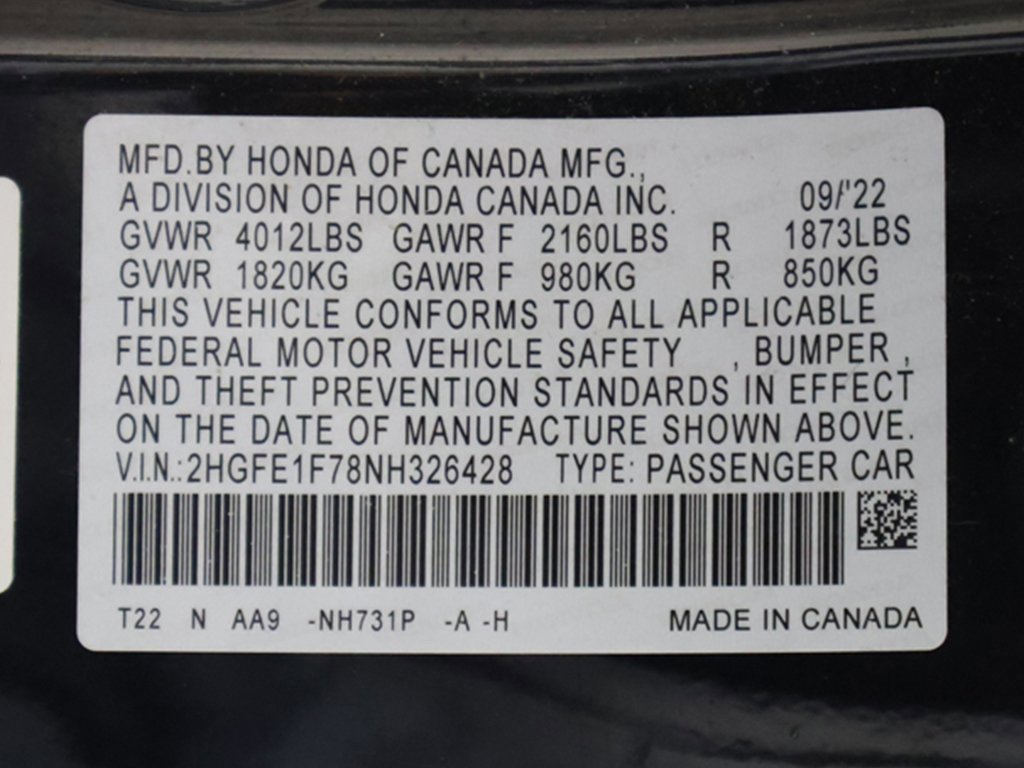 MFD.BY HONDA OF CANADA MFG.,
A DIVISION OF HONDA CANADA INC. 09/'22
GVWR 4012LBS GAWR F 2160LBS R 1873LBS
GVWR 1820KG GAWR F 980KG R 850KG
THIS VEHICLE CONFORMS TO ALL APPLICABLE
FEDERAL MOTOR VEHICLE SAFETY , BUMPER ,
AND THEFT PREVENTION STANDARDS IN EFFECT
ON THE DATE OF MANUFACTURE SHOWN ABOVE.
V.I.N.:2HGFE1F78NH326428 TYPE: PASSENGER CAR
T22 N AA9 -NH731P -A -H MADE IN CANADA